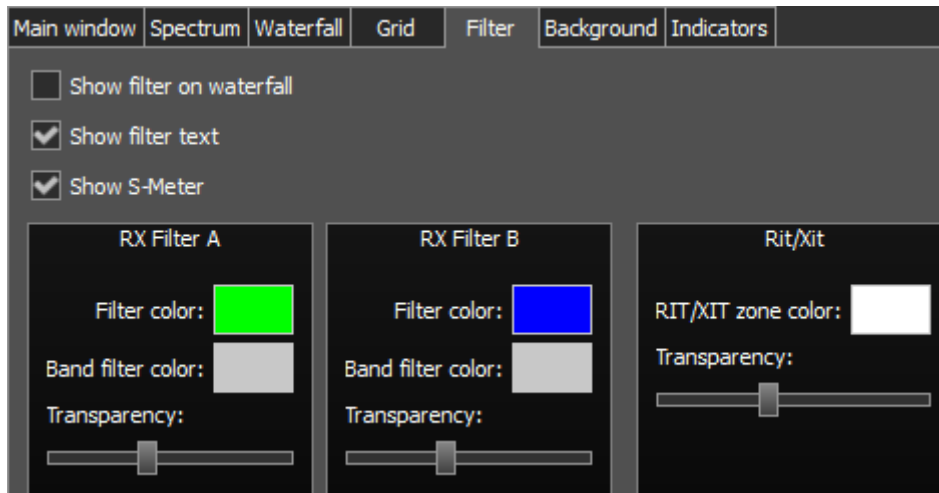 Main window Spectrum Waterfall Grid Filter Background Indicators
Show filter on waterfall
Show filter text
Show S-Meter
RX Filter A
Filter color:
Band filter color:
Transparency:
RX Filter B
Filter color:
Band filter color:
Transparency:
Rit/Xit
RIT/XIT zone color:
Transparency: